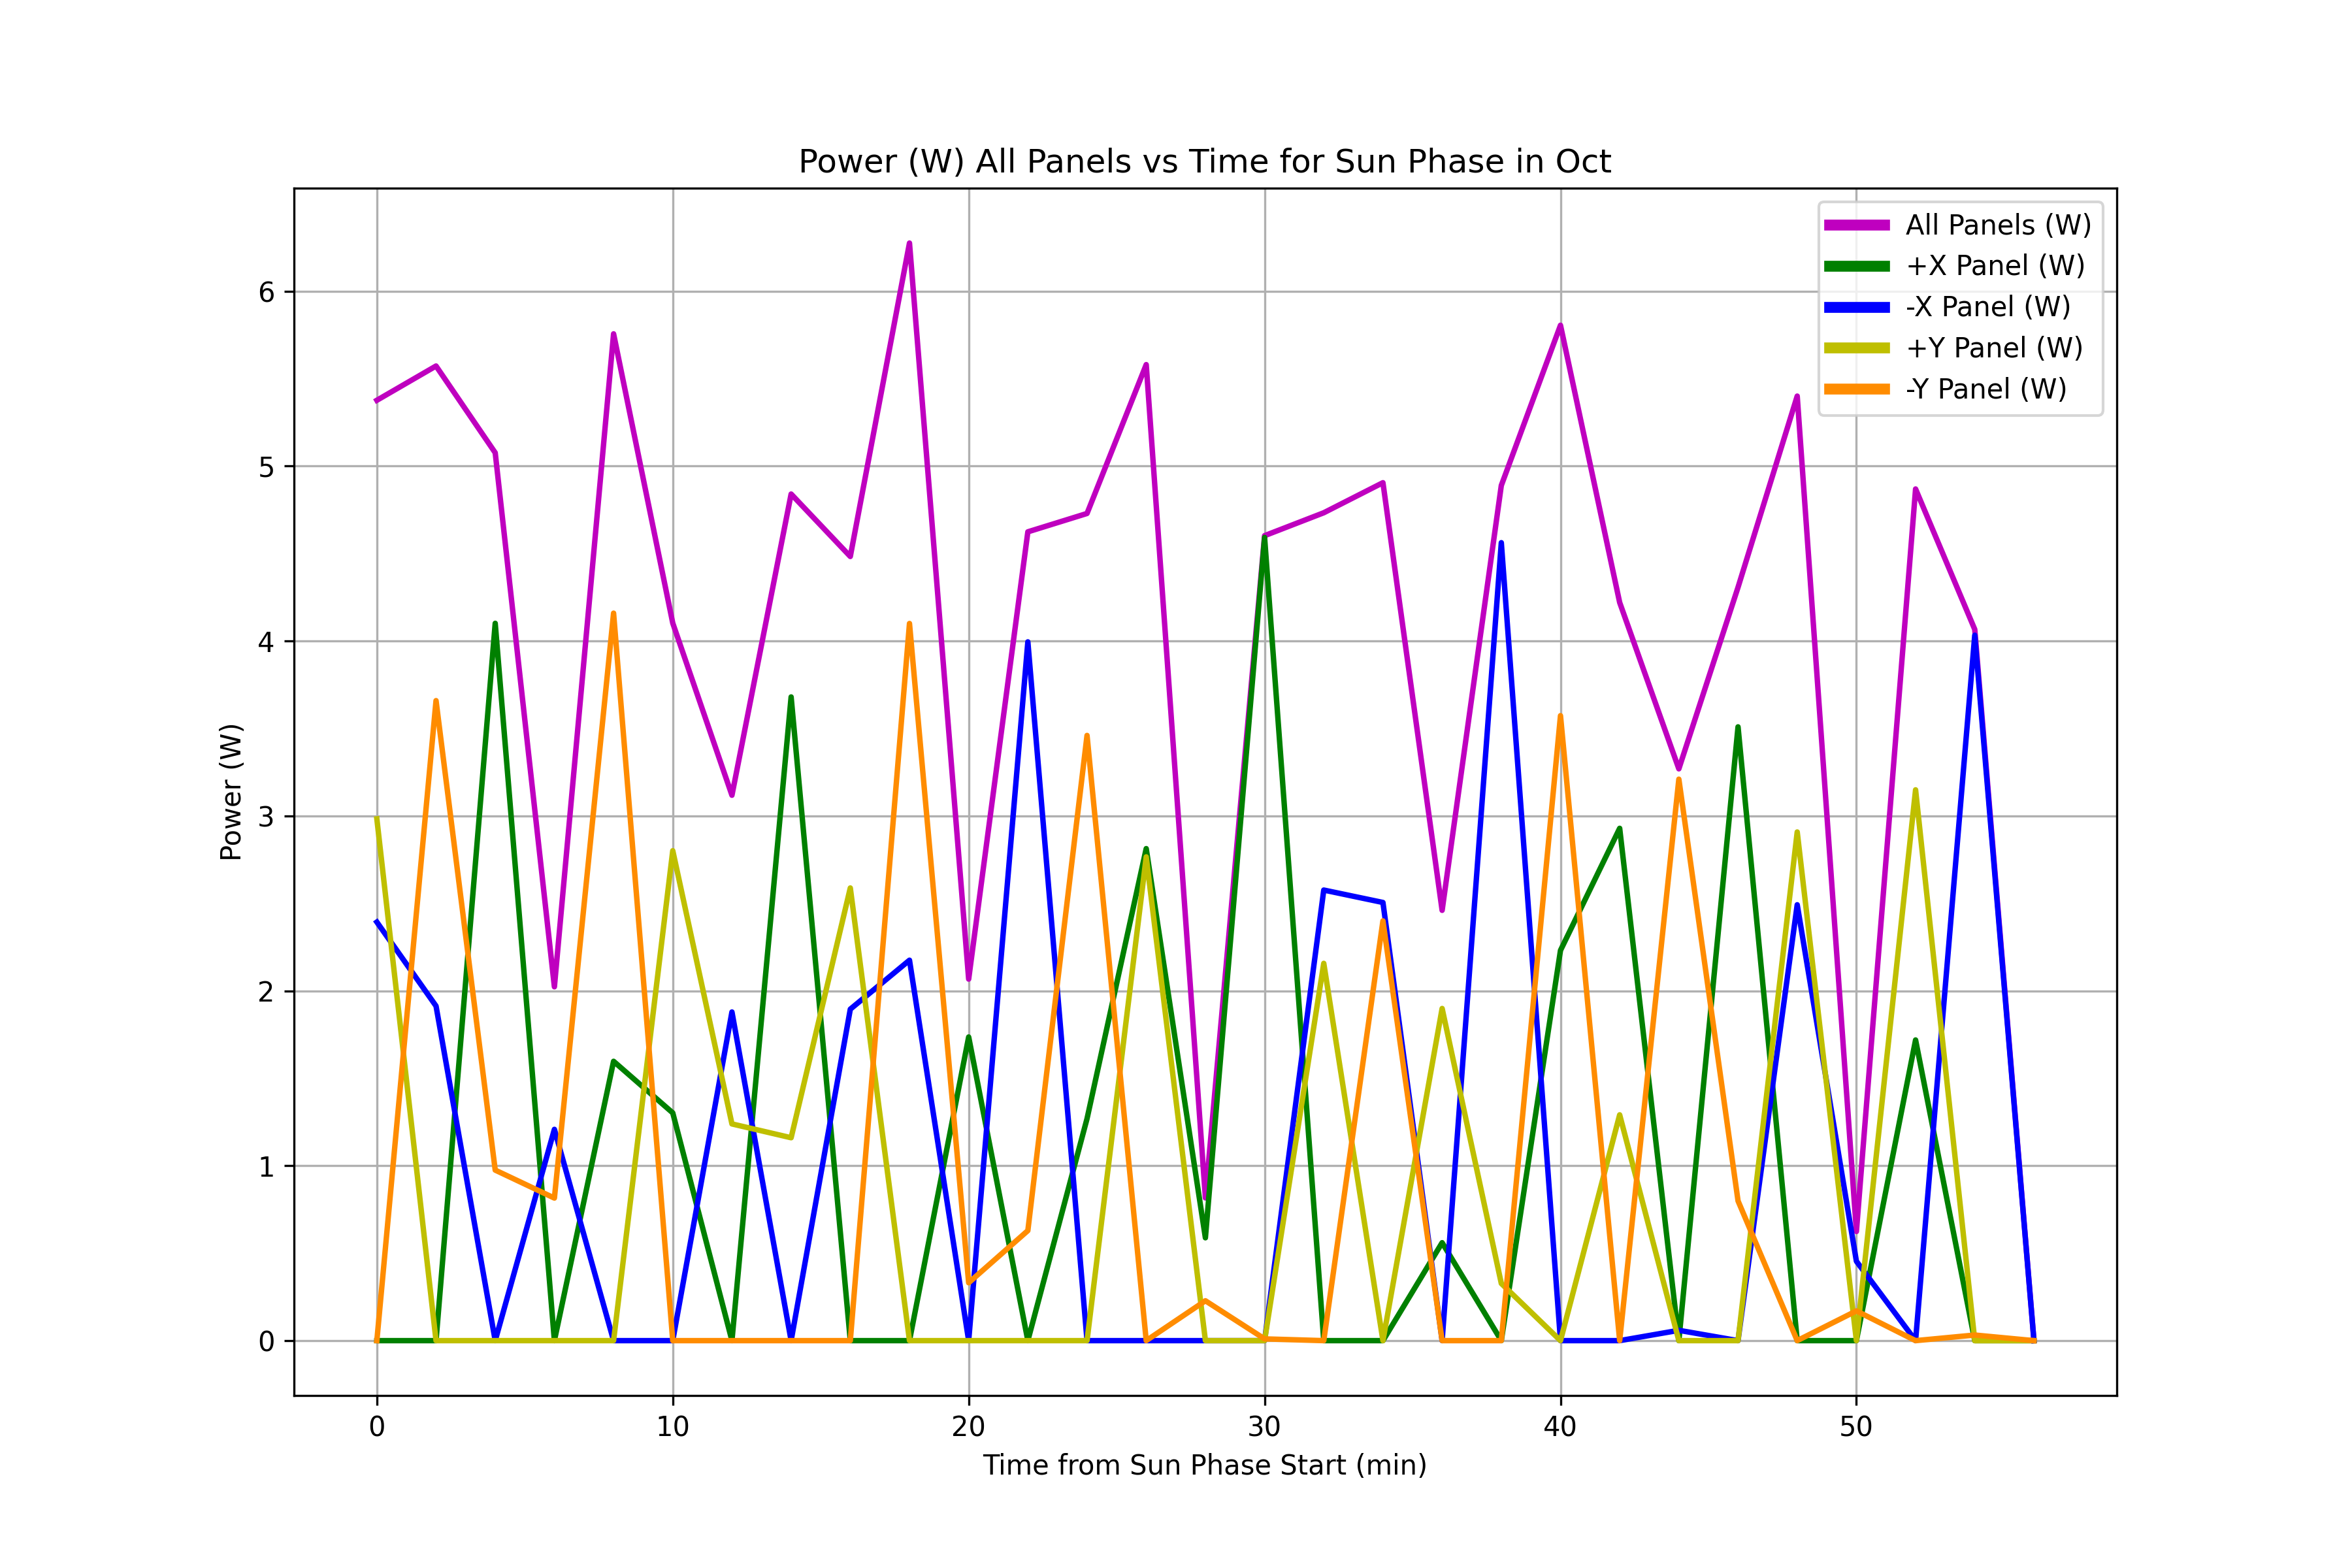 Power (W) All Panels vs Time for Sun Phase in Oct
All Panels (W)
+X Panel (W)
-X Panel (W)
+Y Panel (W)
-Y Panel (W)
Power (W)
6
5
4
3
2
1
0
0 10 20 30 40 50
Time from Sun Phase Start (min)